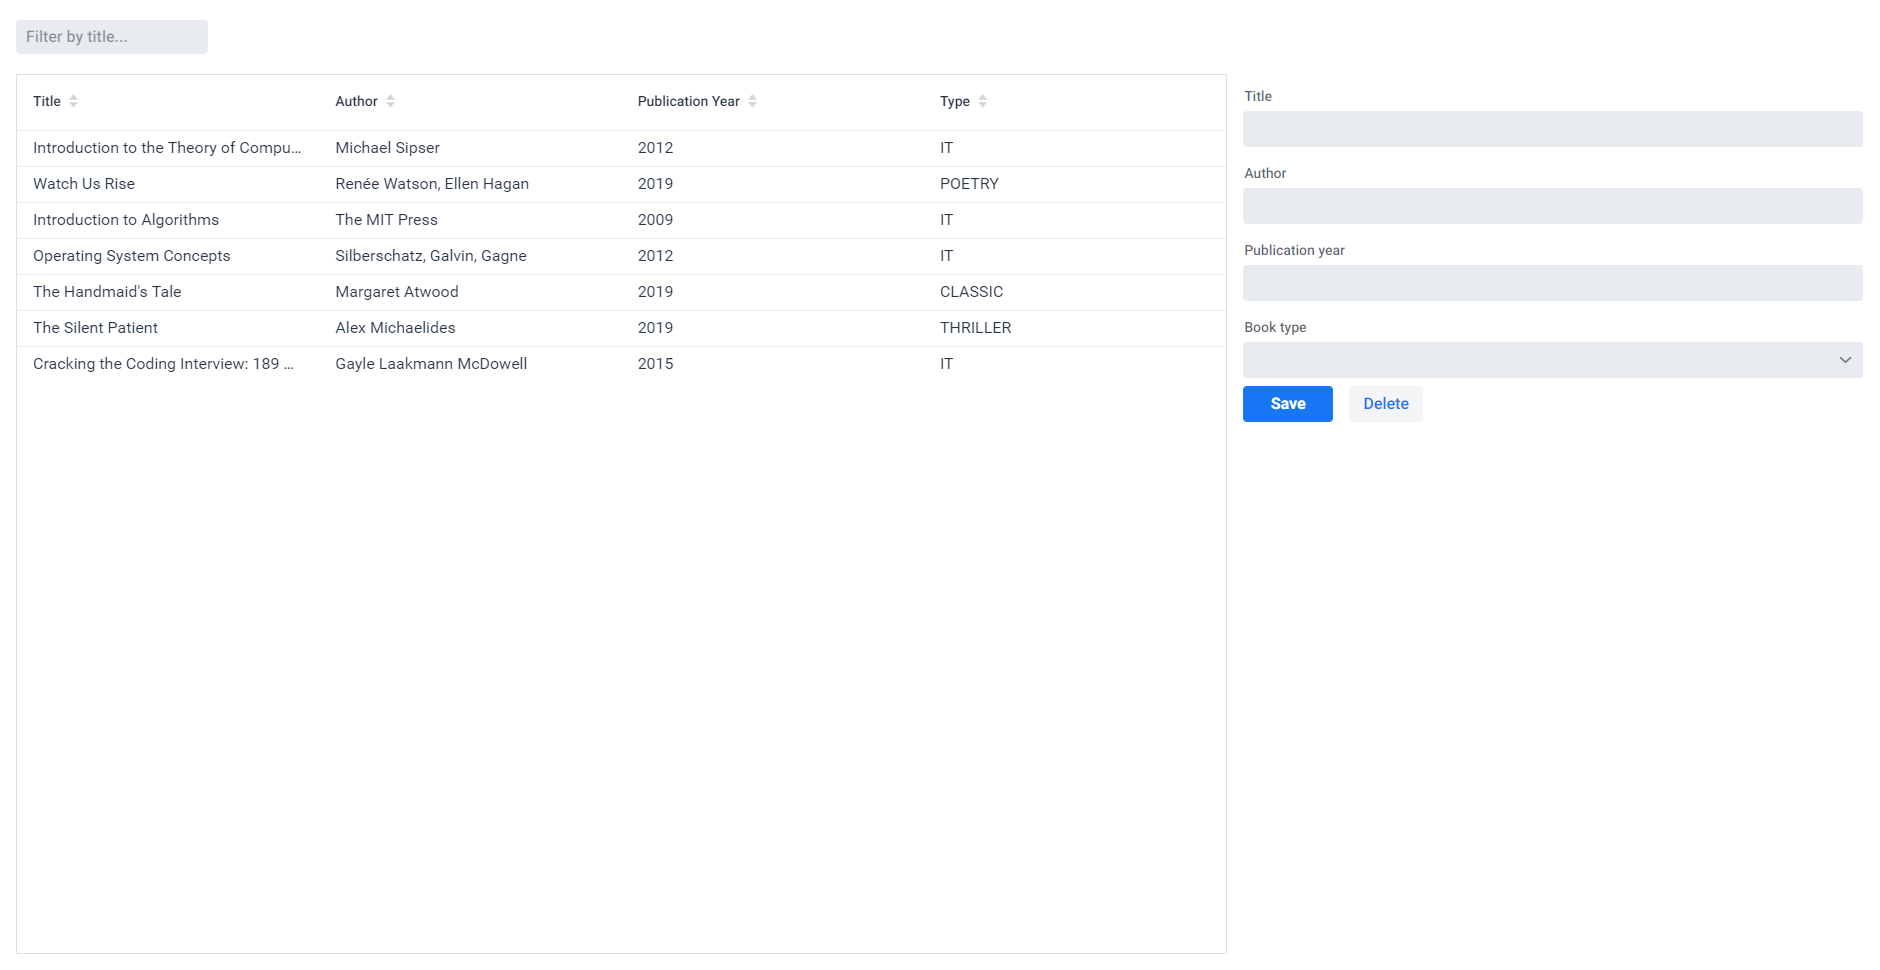 Filter by title...
Title Author Publication Year Type
Introduction to the Theory of Compu... Michael Sipser 2012 IT
Watch Us Rise Renée Watson, Ellen Hagan 2019 POETRY
Introduction to Algorithms The MIT Press 2009 IT
Operating System Concepts Silberschatz, Galvin, Gagne 2012 IT
The Handmaid's Tale Margaret Atwood 2019 CLASSIC
The Silent Patient Alex Michaelides 2019 THRILLER
Cracking the Coding Interview: 189 ... Gayle Laakmann McDowell 2015 IT
Title
Author
Publication year
Book type
Save Delete